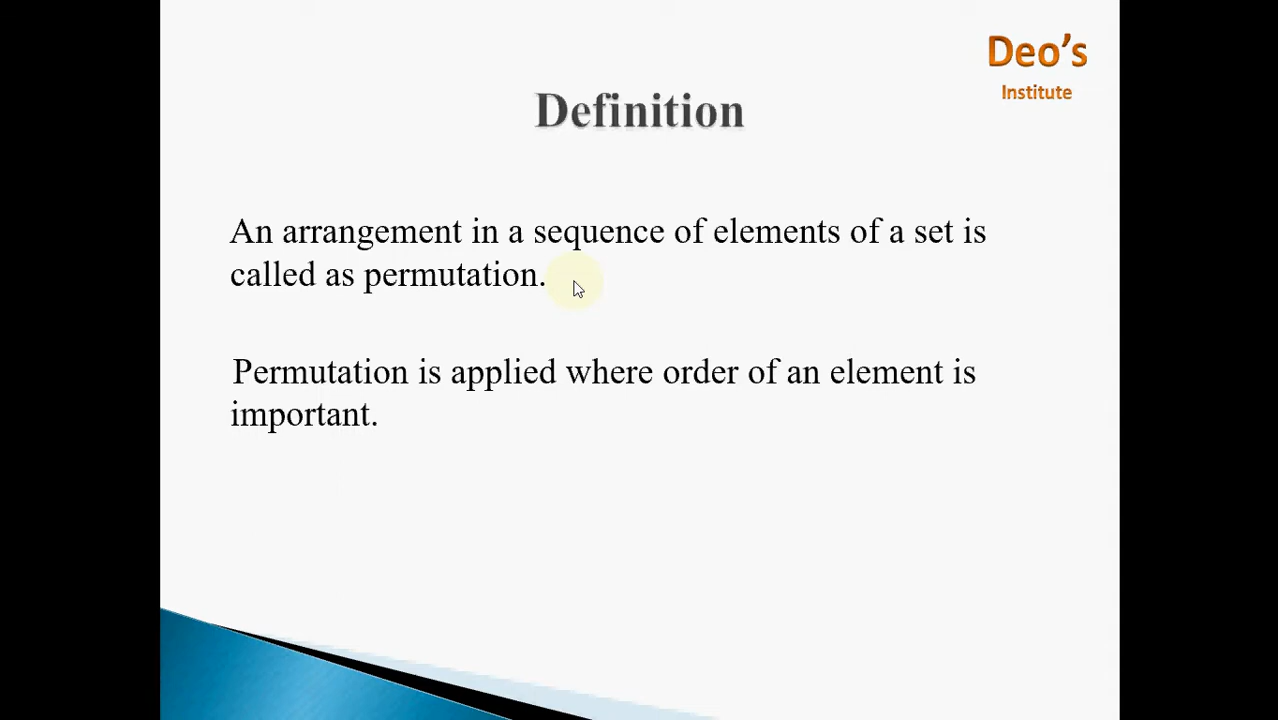 Deo's
Institute
Definition
An arrangement in a sequence of elements of a set is
called as permutation.
Permutation is applied where order of an element is
important.